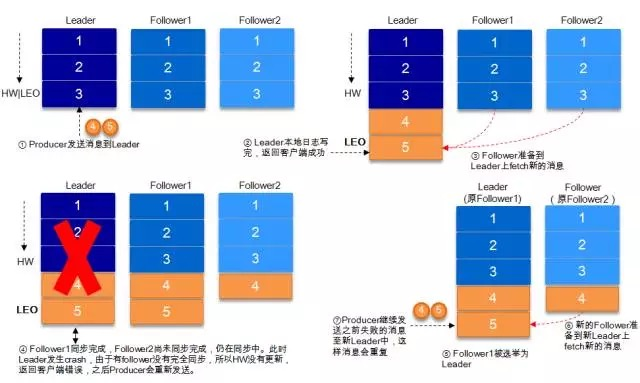 Leader Follower1 Follower2
1 1 1
2 2 2
HW|LEO 3 3 3
4 5
① Producer发送消息到Leader
Leader Follower1 Follower2
1 1 1
2 2 2
HW 3 3 3
4
② Leader本地日志写
完，返回客户端成功
LEO 5
③ Follower准备到
Leader上fetch新的消息
Leader Follower1 Follower2
1 1 1
2 2 2
HW 3 3 3
4 4 4
LEO 5 5
④ Follower1同步完成，Follower2尚未同步完成，仍在同步中。此时
Leader发生crash，由于有follower没有完全同步，所以HW没有更新，
返回客户端错误，之后Producer会重新发送。
Leader Follower
(原Follower1) （原Follower2）
1 1
2 2
3 3
4 5 4 4
⑦Producer继续发
送之前失败的消息
至新Leader中，这
样消息会重复
5
⑥ 新的Follower准
备到新Leader上
fetch新的消息
⑤ Follower1被选举为
Leader